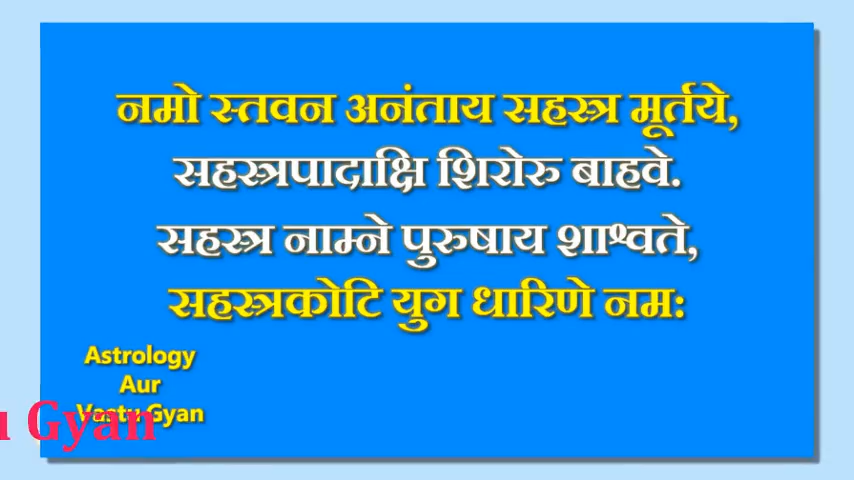 नमो स्तवन अनंताय सहस्त्र मूर्तये,
सहस्त्रपादाक्षि शिरोरु बाहवे.
सहस्त्र नाम्ने पुरुषाय शाश्वते,
सहस्त्रकोटि युग धारिणे नम:
Astrology
Aur
Vastu Gyan
u Gyan